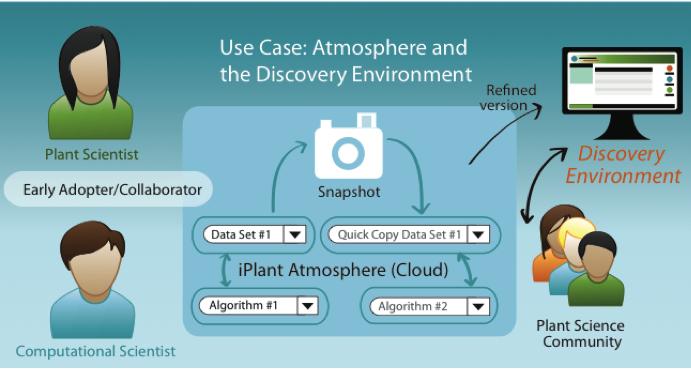 Use Case: Atmosphere and
the Discovery Environment
Plant Scientist
Early Adopter/Collaborator
Computational Scientist
Snapshot
Data Set #1
Quick Copy Data Set #1
iPlant Atmosphere (Cloud)
Algorithm #1
Algorithm #2
Refined
version
Discovery
Environment
Plant Science
Community